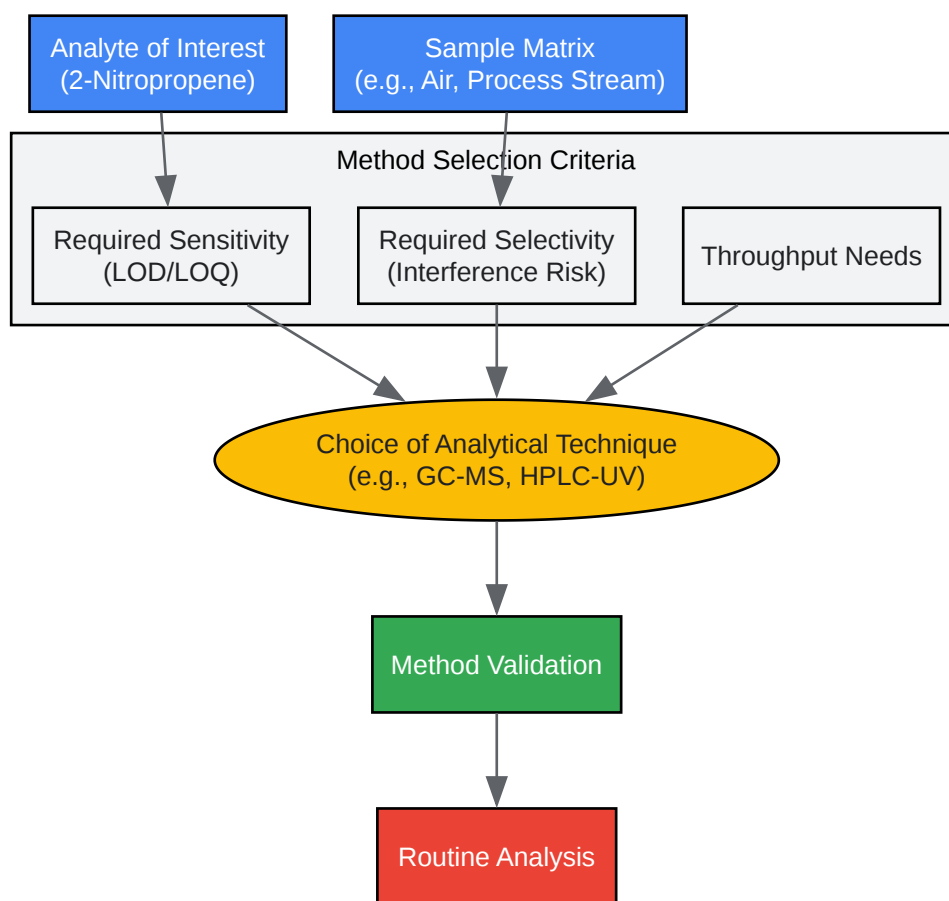 Analyte of Interest
(2-Nitropropene)
Sample Matrix
(e.g., Air, Process Stream)
Method Selection Criteria
Required Sensitivity
(LOD/LOQ)
Required Selectivity
(Interference Risk)
Throughput Needs
Choice of Analytical Technique
(e.g., GC-MS, HPLC-UV)
Method Validation
Routine Analysis